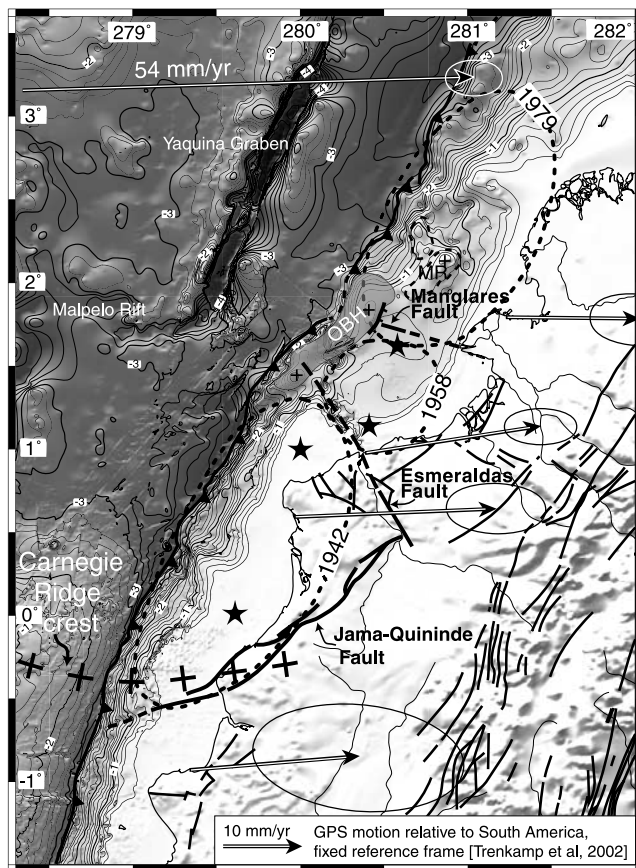 279° 280° 281° 282°
54 mm/yr
1979
3°
Yaquina Graben
2°
MR
Malpelo Rift
Manglares
Fault
OBH
1958
1°
Esmeraldas
Fault
Carnegie
Ridge
crest
1942
0°
Jama-Quininde
Fault
-1°
10 mm/yr GPS motion relative to South America,
fixed reference frame [Trenkamp et al, 2002]